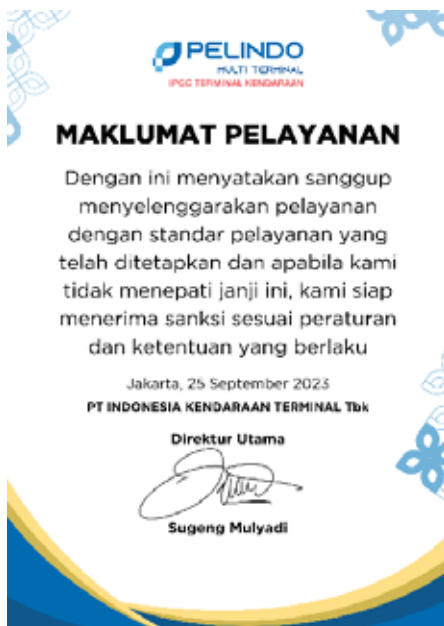 PELINDO
MULTI TERMINAL
IPCC TERMINAL KENDARAAN
MAKLUMAT PELAYANAN
Dengan ini menyatakan sanggup
menyelenggarakan pelayanan
dengan standar pelayanan yang
telah ditetapkan dan apabila kami
tidak menepati janji ini, kami siap
menerima sanksi sesuai peraturan
dan ketentuan yang berlaku
Jakarta, 25 September 2023
PT INDONESIA KENDARAAN TERMINAL Tbk
Direktur Utama
Sugeng Mulyadi